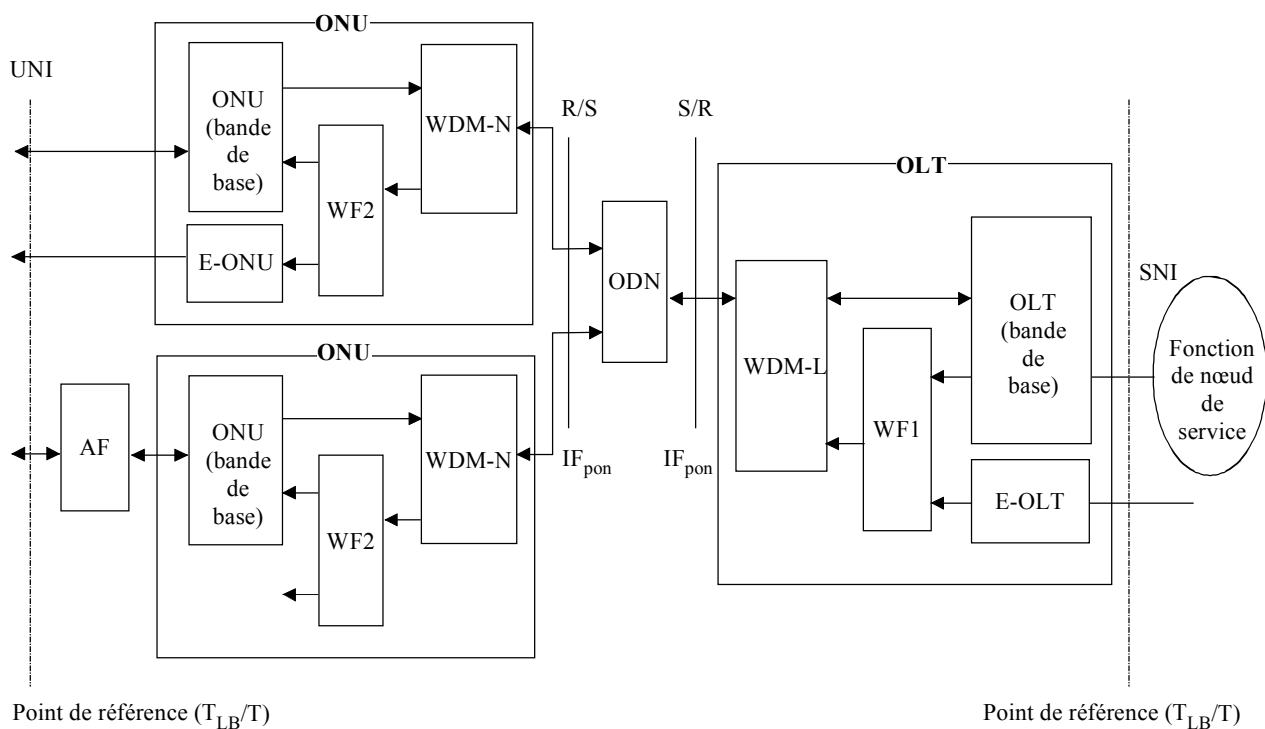 ONU
UNI
ONU
(bande
de
base)
WDM-N
WF2
E-ONU
R/S
S/R
OLT
ODN
WDM-L
OLT
(bande
de
base)
WF1
E-OLT
SNI
Fonction
de nœud
de
service
ONU
AF
ONU
(bande
de
base)
WDM-N
WF2
IFpon
IFpon
Point de référence (TLB/T)
Point de référence (TLB/T)